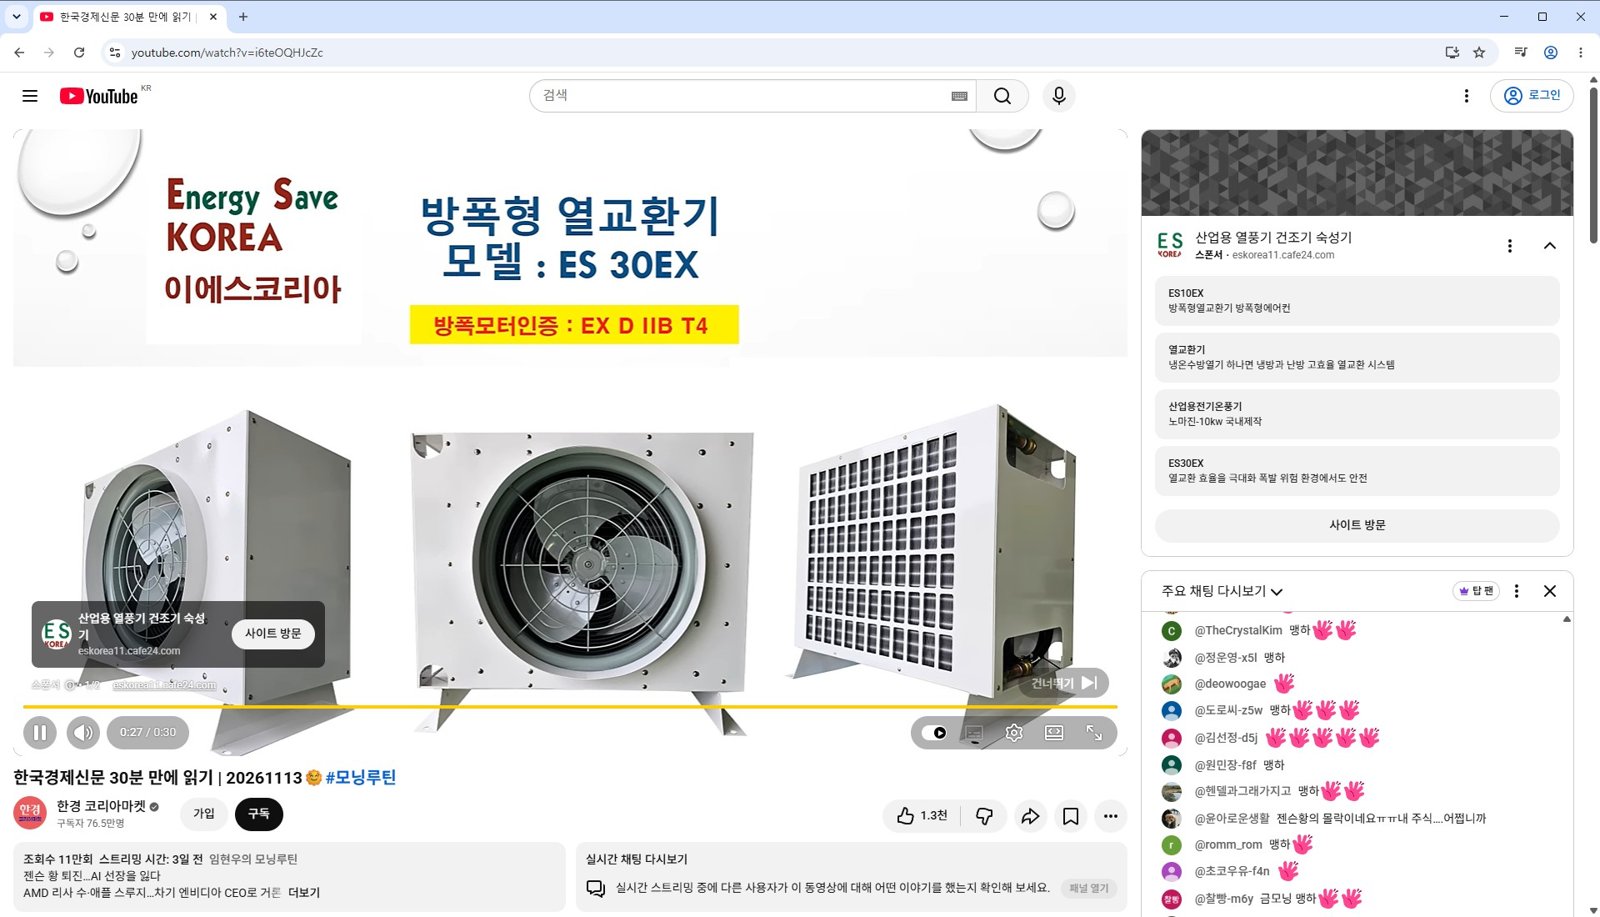 한국경제신문 30분 만에 읽기 |
youtube.com/watch?v=i6teOQHJcZc
YouTube KR
검색
로그인
Energy Save
KOREA
이에스코리아
방폭형 열교환기
모델 : ES 30EX
방폭모터인증 : EX D IIB T4
산업용 열풍기 건조기 숙성
기
eskorea11.cafe24.com
사이트 방문
스폰서 · 1/2 · eskorea11.cafe24.com
건너뛰기
0:27 / 0:30
한국경제신문 30분 만에 읽기 | 20261113 #모닝루틴
한경
코리아마켓
한경 코리아마켓
구독자 76.5만명
가입
구독
1.3천
조회수 11만회 스트리밍 시간: 3일 전 임현우의 모닝루틴
젠슨 황 퇴진...AI 선장을 잃다
AMD 리사 수·애플 스루지...차기 엔비디아 CEO로 거론 더보기
실시간 채팅 다시보기
실시간 스트리밍 중에 다른 사용자가 이 동영상에 대해 어떤 이야기를 했는지 확인해 보세요.
패널 열기
ES
KOREA
산업용 열풍기 건조기 숙성기
스폰서 · eskorea11.cafe24.com
ES10EX
방폭형열교환기 방폭형에어컨
열교환기
냉온수방열기 하나면 냉방과 난방 고효율 열교환 시스템
산업용전기온풍기
노마진-10kw 국내제작
ES30EX
열교환 효율을 극대화 폭발 위험 환경에서도 안전
사이트 방문
주요 채팅 다시보기
탑 팬
@TheCrystalKim 맹하
@정운영-x5l 맹하
@deowoogae
@도로씨-z5w 맹하
@김선정-d5j
@원민장-f8f 맹하
@헨델과그래가지고 맹하
@윤아로운생활 젠슨황의 몰락이네요ㅠㅠ내 주식....어쩝니까
@romm_rom 맹하
@초코우유-f4n
@찰빵-m6y 금모닝 맹하